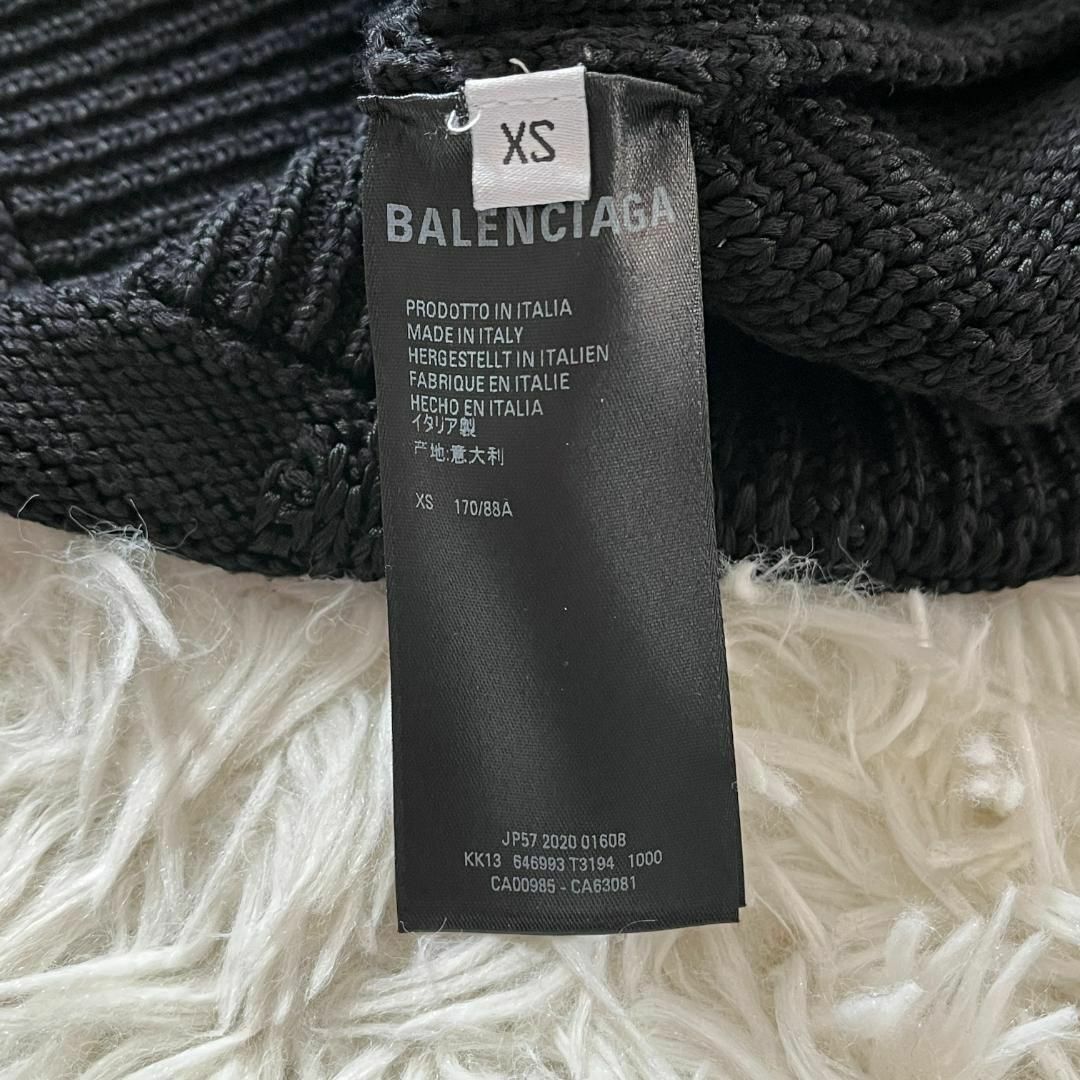 XS
BALENCIAGA
PRODOTTO IN ITALIA
MADE IN ITALY
HERGESTELLT IN ITALIEN
FABRIQUE EN ITALIE
HECHO EN ITALIA
イタリア製
产地:意大利
XS 170/88A
JP57 2020 01608
KK13 646993 T3194 1000
CA00985 - CA63081